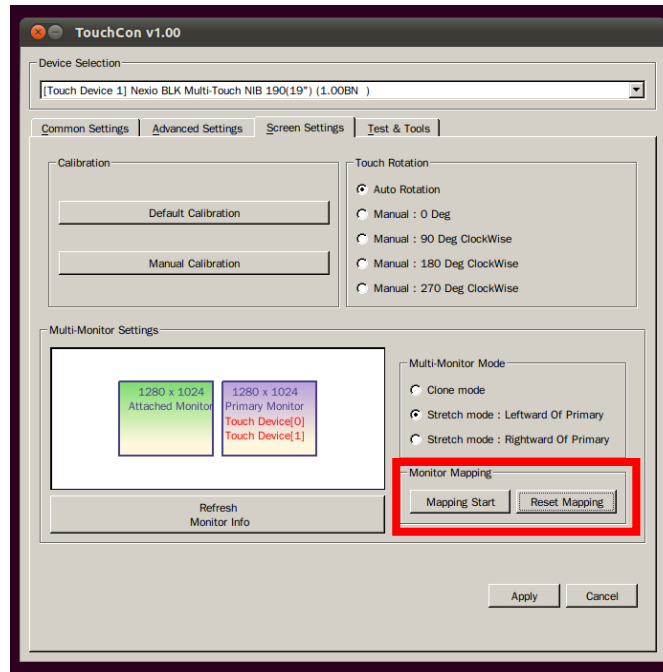 TouchCon v1.00
Device Selection
[Touch Device 1] Nexio BLK Multi-Touch NIB 190(19") (1.00BN  )
Common Settings
Advanced Settings
Screen Settings
Test & Tools
Calibration
Default Calibration
Manual Calibration
Touch Rotation
Auto Rotation
Manual : 0 Deg
Manual : 90 Deg ClockWise
Manual : 180 Deg ClockWise
Manual : 270 Deg ClockWise
Multi-Monitor Settings
1280 x 1024
Attached Monitor
1280 x 1024
Primary Monitor
Touch Device[0]
Touch Device[1]
Refresh
Monitor Info
Multi-Monitor Mode
Clone mode
Stretch mode : Leftward Of Primary
Stretch mode : Rightward Of Primary
Monitor Mapping
Mapping Start
Reset Mapping
Apply
Cancel